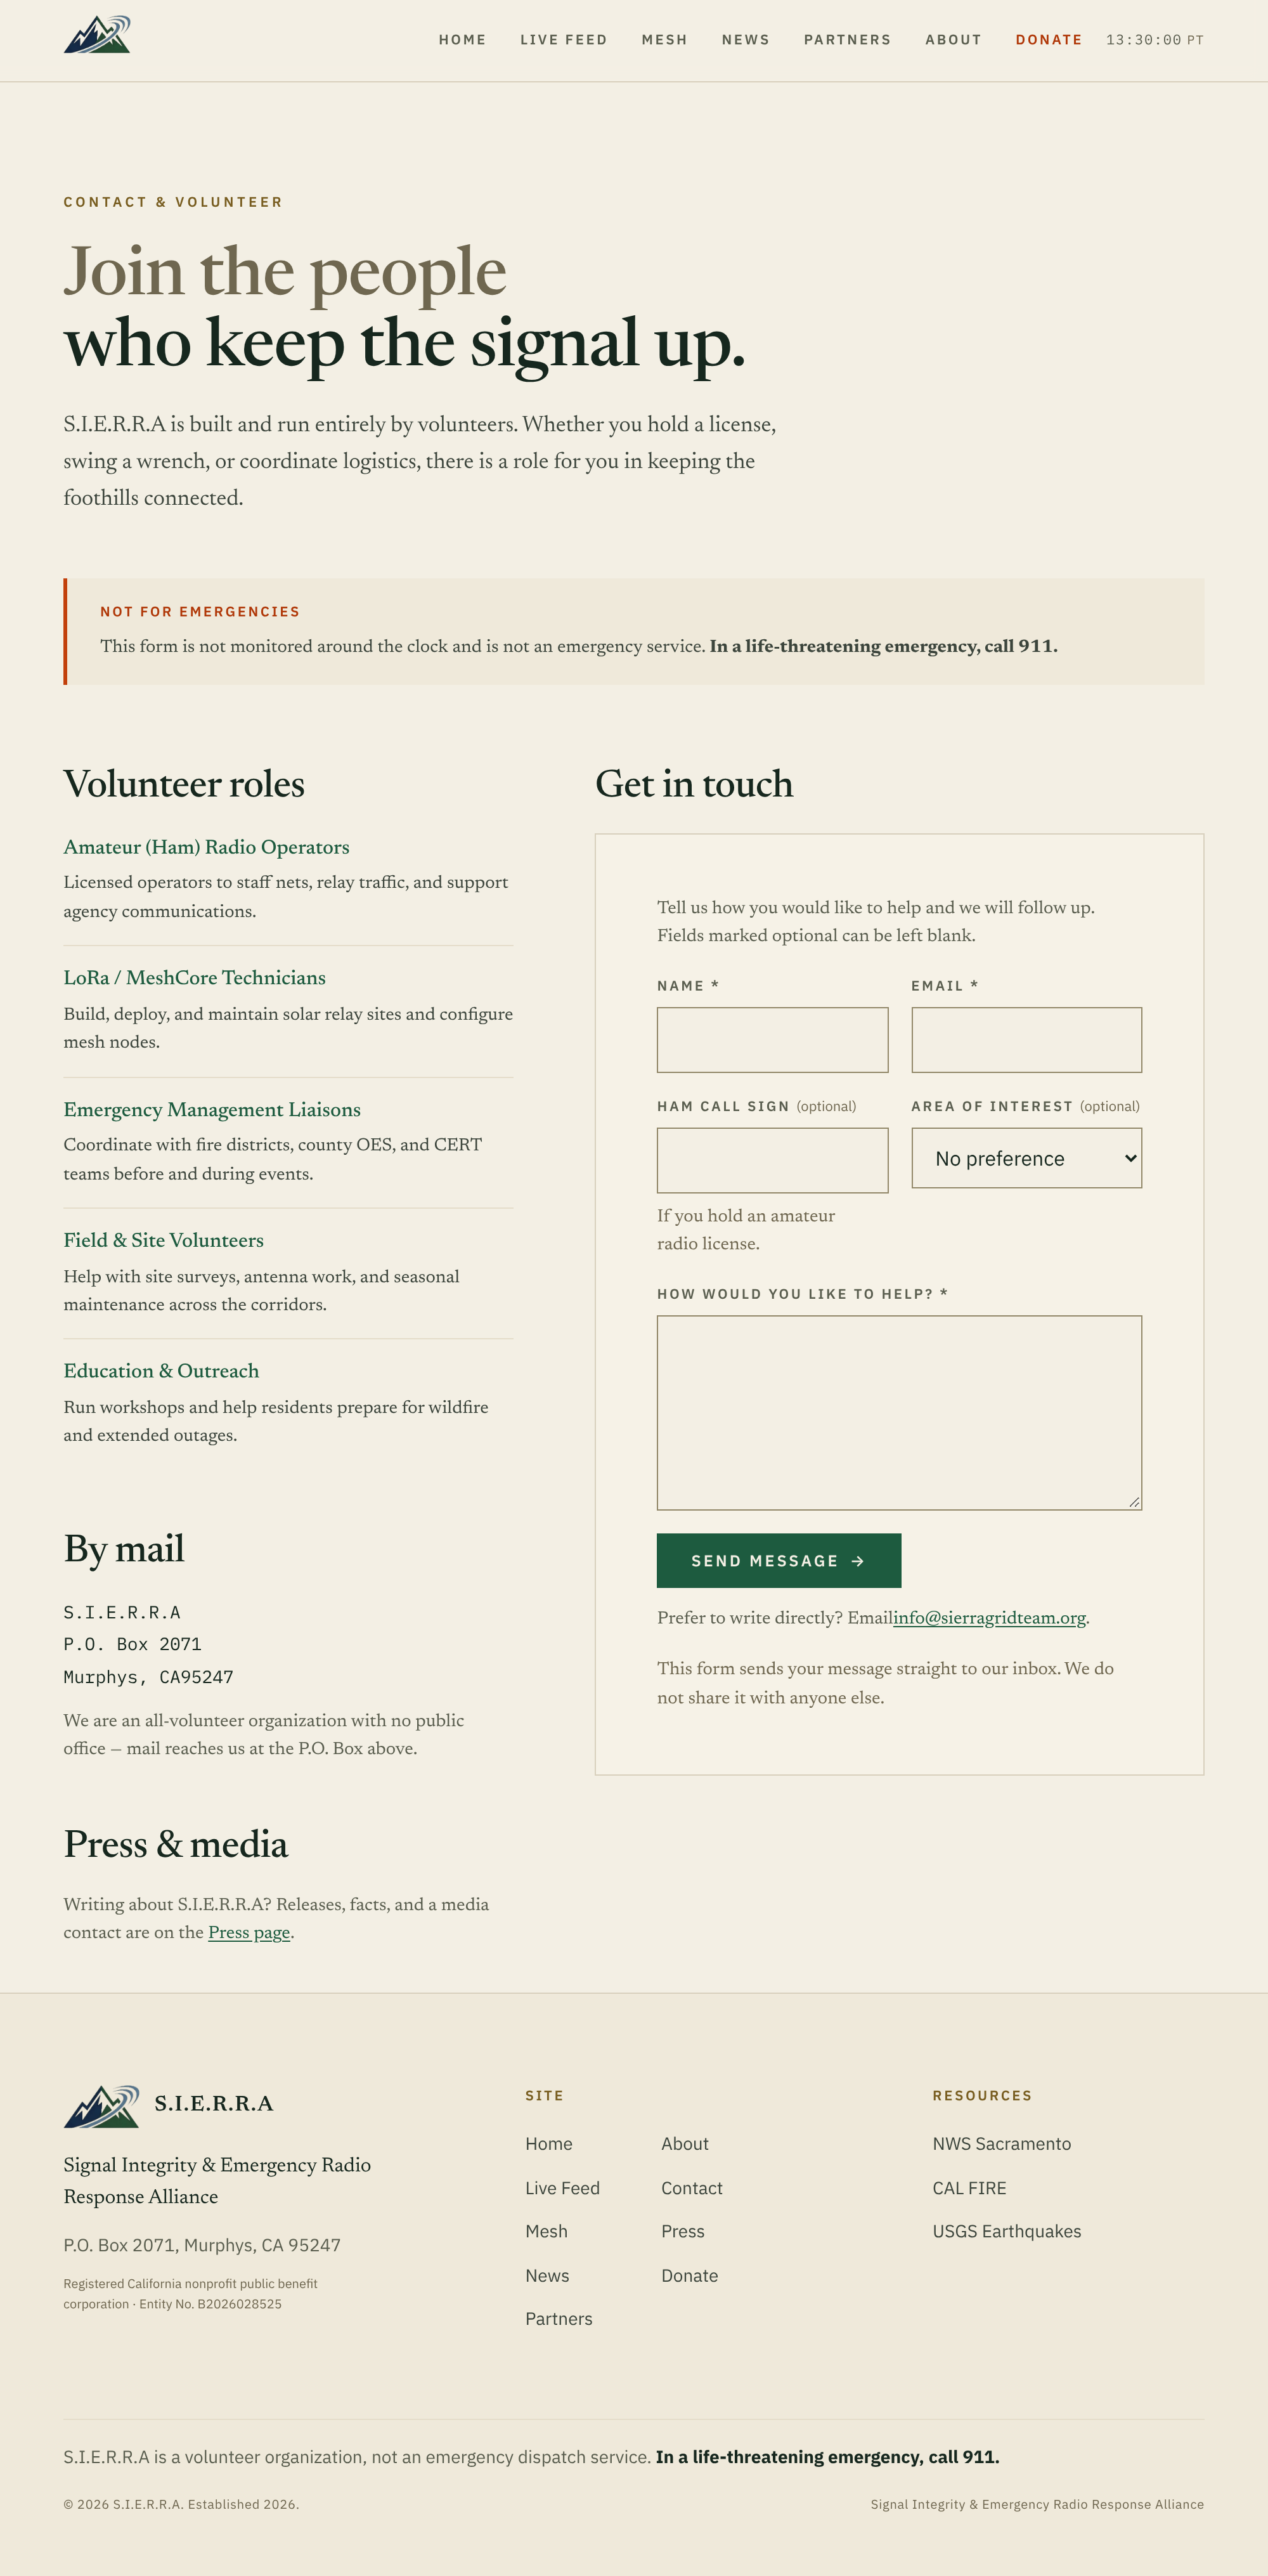 HOME LIVE FEED MESH NEWS PARTNERS ABOUT DONATE 13:30:00 PT
CONTACT & VOLUNTEER
Join the people
who keep the signal up.
S.I.E.R.R.A is built and run entirely by volunteers. Whether you hold a license,
swing a wrench, or coordinate logistics, there is a role for you in keeping the
foothills connected.
NOT FOR EMERGENCIES
This form is not monitored around the clock and is not an emergency service. In a life-threatening emergency, call 911.
Volunteer roles
Amateur (Ham) Radio Operators
Licensed operators to staff nets, relay traffic, and support
agency communications.
LoRa / MeshCore Technicians
Build, deploy, and maintain solar relay sites and configure
mesh nodes.
Emergency Management Liaisons
Coordinate with fire districts, county OES, and CERT
teams before and during events.
Field & Site Volunteers
Help with site surveys, antenna work, and seasonal
maintenance across the corridors.
Education & Outreach
Run workshops and help residents prepare for wildfire
and extended outages.
By mail
S.I.E.R.R.A
P.O. Box 2071
Murphys, CA95247
We are an all-volunteer organization with no public
office — mail reaches us at the P.O. Box above.
Press & media
Writing about S.I.E.R.R.A? Releases, facts, and a media
contact are on the Press page.
Get in touch
Tell us how you would like to help and we will follow up.
Fields marked optional can be left blank.
NAME *
EMAIL *
HAM CALL SIGN (optional)
If you hold an amateur
radio license.
AREA OF INTEREST (optional)
No preference
HOW WOULD YOU LIKE TO HELP? *
SEND MESSAGE →
Prefer to write directly? Emailinfo@sierragridteam.org.
This form sends your message straight to our inbox. We do
not share it with anyone else.
S.I.E.R.R.A
Signal Integrity & Emergency Radio
Response Alliance
P.O. Box 2071, Murphys, CA 95247
Registered California nonprofit public benefit
corporation · Entity No. B2026028525
SITE
Home
Live Feed
Mesh
News
Partners
About
Contact
Press
Donate
RESOURCES
NWS Sacramento
CAL FIRE
USGS Earthquakes
S.I.E.R.R.A is a volunteer organization, not an emergency dispatch service. In a life-threatening emergency, call 911.
© 2026 S.I.E.R.R.A. Established 2026.
Signal Integrity & Emergency Radio Response Alliance